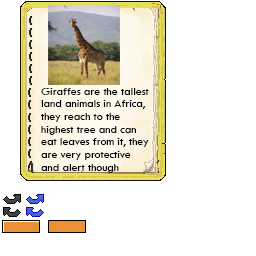 Giraffes are the tallest
land animals in Africa,
they reach to the
highest tree and can
eat leaves from it, they
are very protective
and alert though